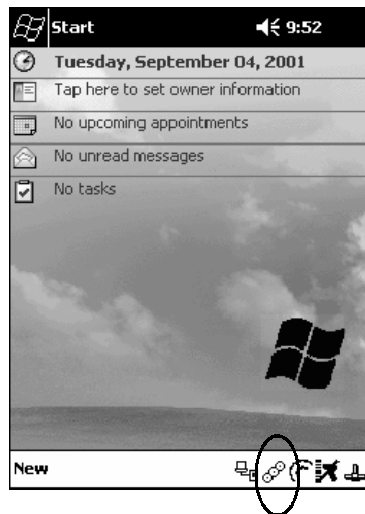 Start 9:52
Tuesday, September 04, 2001
Tap here to set owner information
No upcoming appointments
No unread messages
No tasks
New